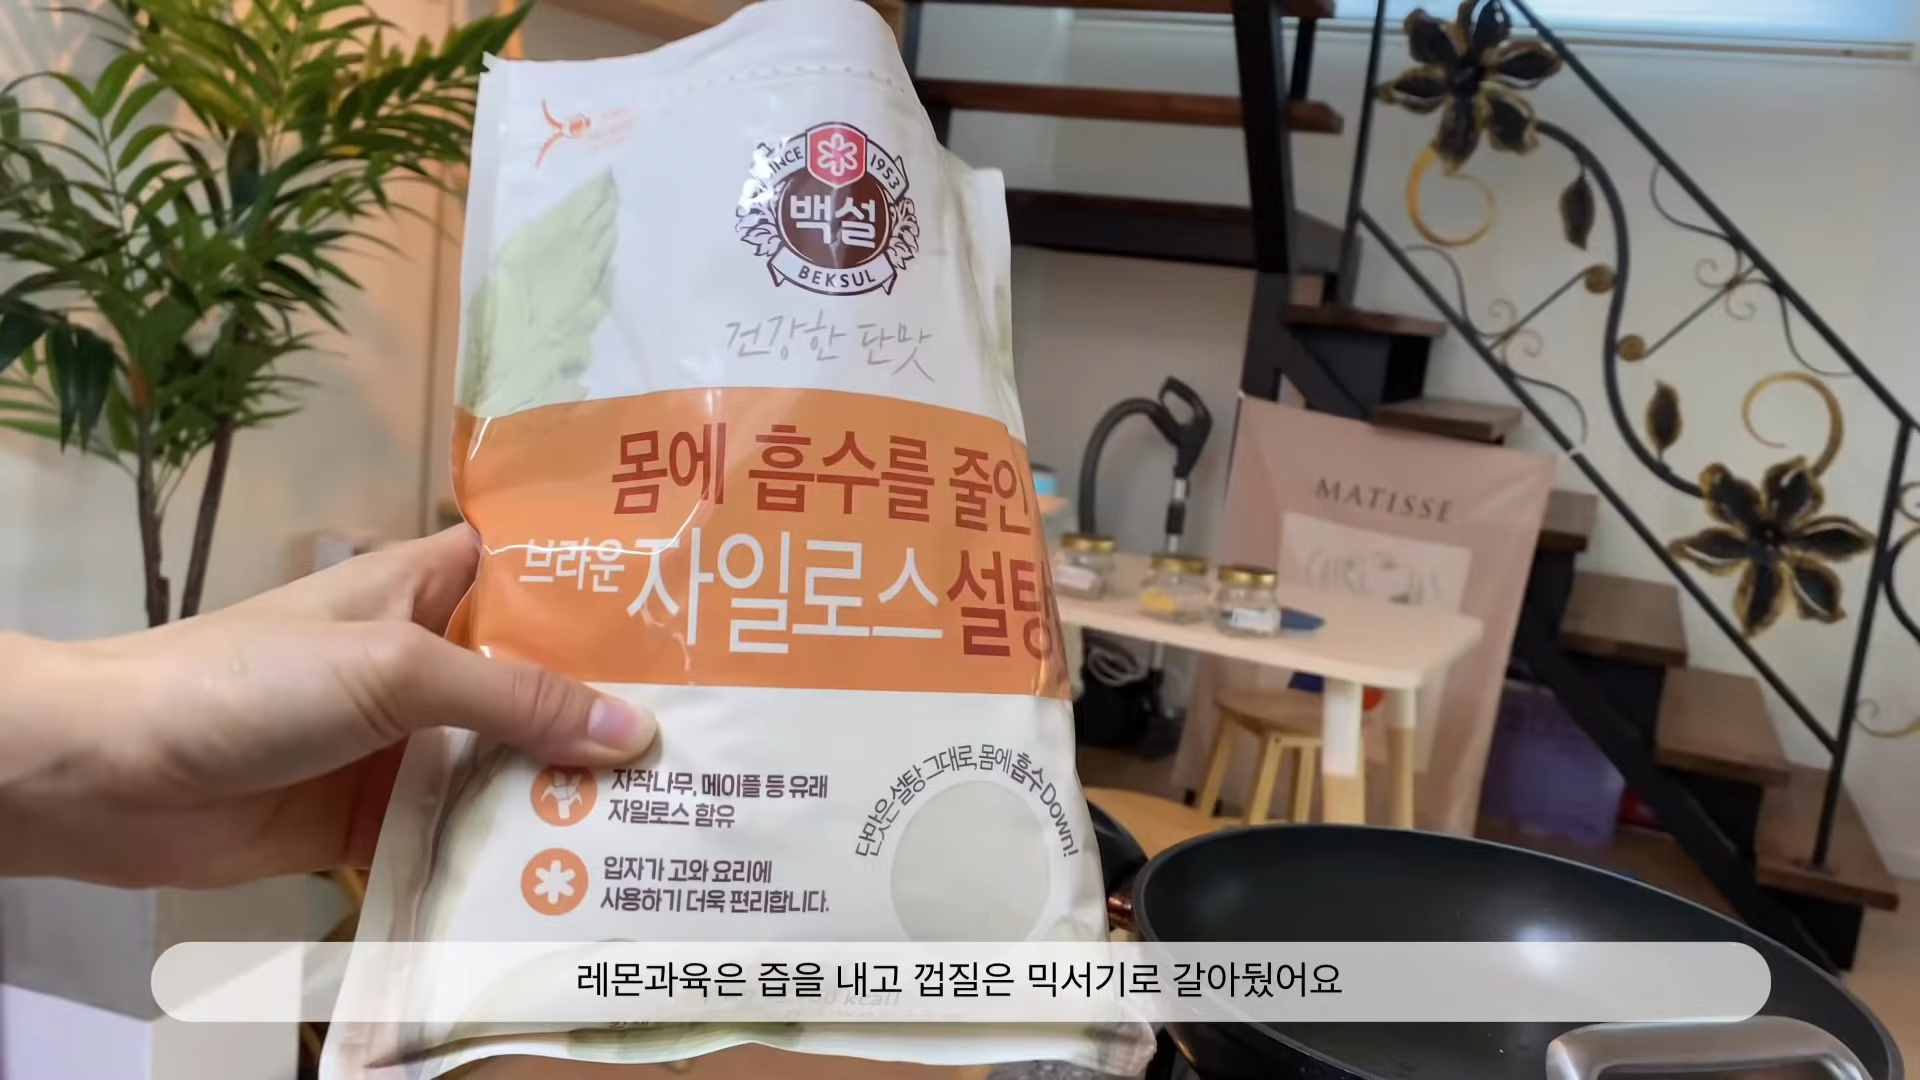 SINCE 1953
백설
BEKSUL
건강한 단맛
몸에 흡수를 줄인
브라운 자일로스 설탕
MATISSE
자작나무, 메이플 등 유래
자일로스 함유
단맛은 설탕 그대로, 몸에 흡수 Down!
입자가 고와 요리에
사용하기 더욱 편리합니다.
레몬과육은 즙을 내고 껍질은 믹서기로 갈아뒀어요